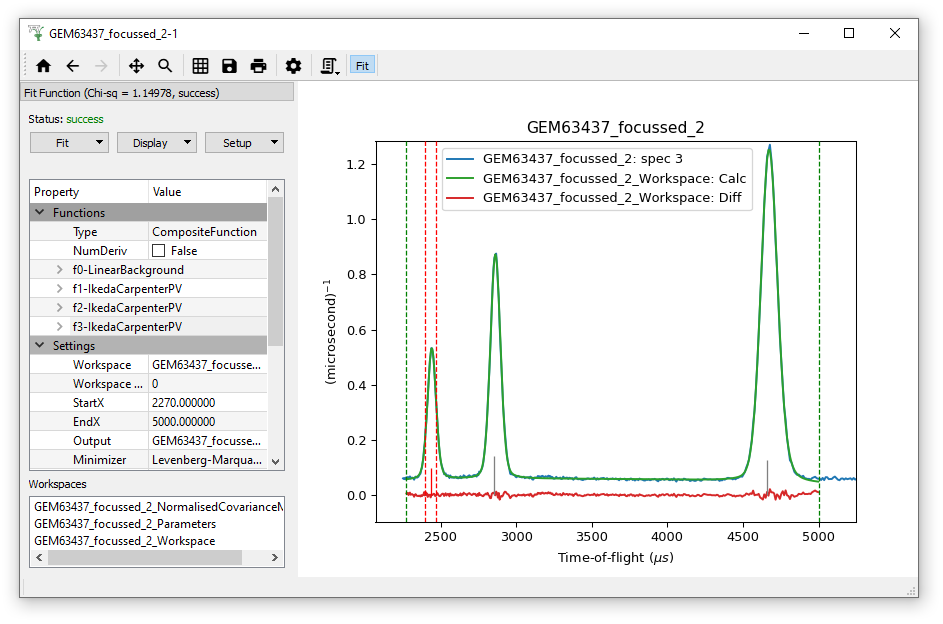 GEM63437_focussed_2-1
Fit
Fit Function (Chi-sq = 1.14978, success)
Status: success
Fit Display Setup
Property Value
Functions
Type CompositeFunction
NumDeriv False
f0-LinearBackground
f1-IkedaCarpenterPV
f2-IkedaCarpenterPV
f3-IkedaCarpenterPV
Settings
Workspace GEM63437_focusse...
Workspace ... 0
StartX 2270.000000
EndX 5000.000000
Output GEM63437_focusse...
Minimizer Levenberg-Marqua...
Workspaces
GEM63437_focussed_2_NormalisedCovarianceM
GEM63437_focussed_2_Parameters
GEM63437_focussed_2_Workspace
GEM63437_focussed_2
GEM63437_focussed_2: spec 3
GEM63437_focussed_2_Workspace: Calc
GEM63437_focussed_2_Workspace: Diff
(microsecond)⁻¹
1.2
1.0
0.8
0.6
0.4
0.2
0.0
2500 3000 3500 4000 4500 5000
Time-of-flight (μs)